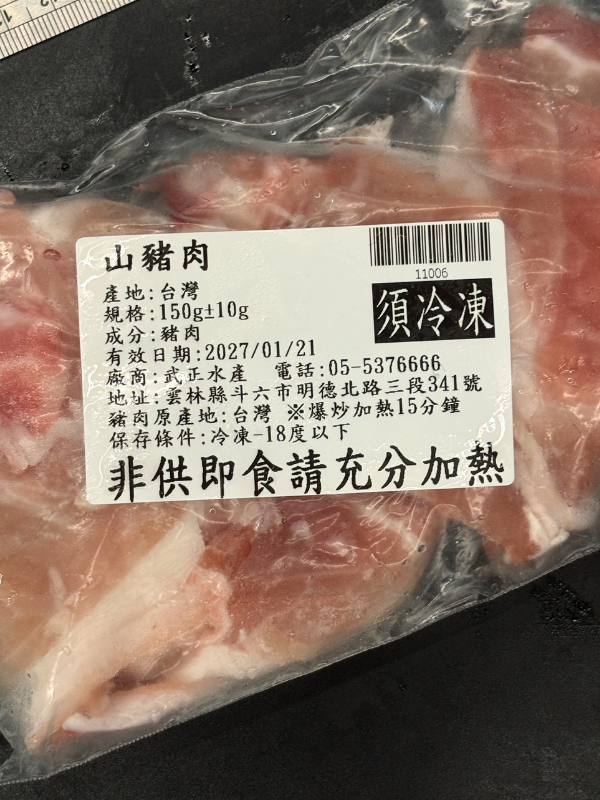 山豬肉
11006
產地:台灣
規格:150g±10g
須冷凍
成分:豬肉
有效日期:2027/01/21
廠商:武正水產 電話:05-5376666
地址:雲林縣斗六市明德北路三段341號
豬肉原產地:台灣 ※爆炒加熱15分鐘
保存條件:冷凍-18度以下
非供即食請充分加熱